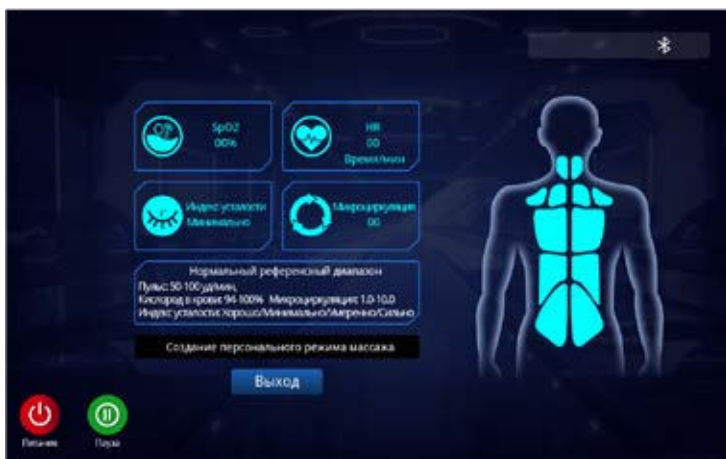 SpO2
00%
HR
00
Время/мин
Индекс усталости
Минимально
Микроциркуляция
00
Нормальный референсный диапазон
Пульс: 50-100 уд/мин,
Кислород в крови: 94-100% Микроциркуляция: 1.0-10.0
Индекс усталости: Хорошо/Минимально/Умеренно/Сильно
Создание персонального режима массажа
Выход
Питание
Пауза